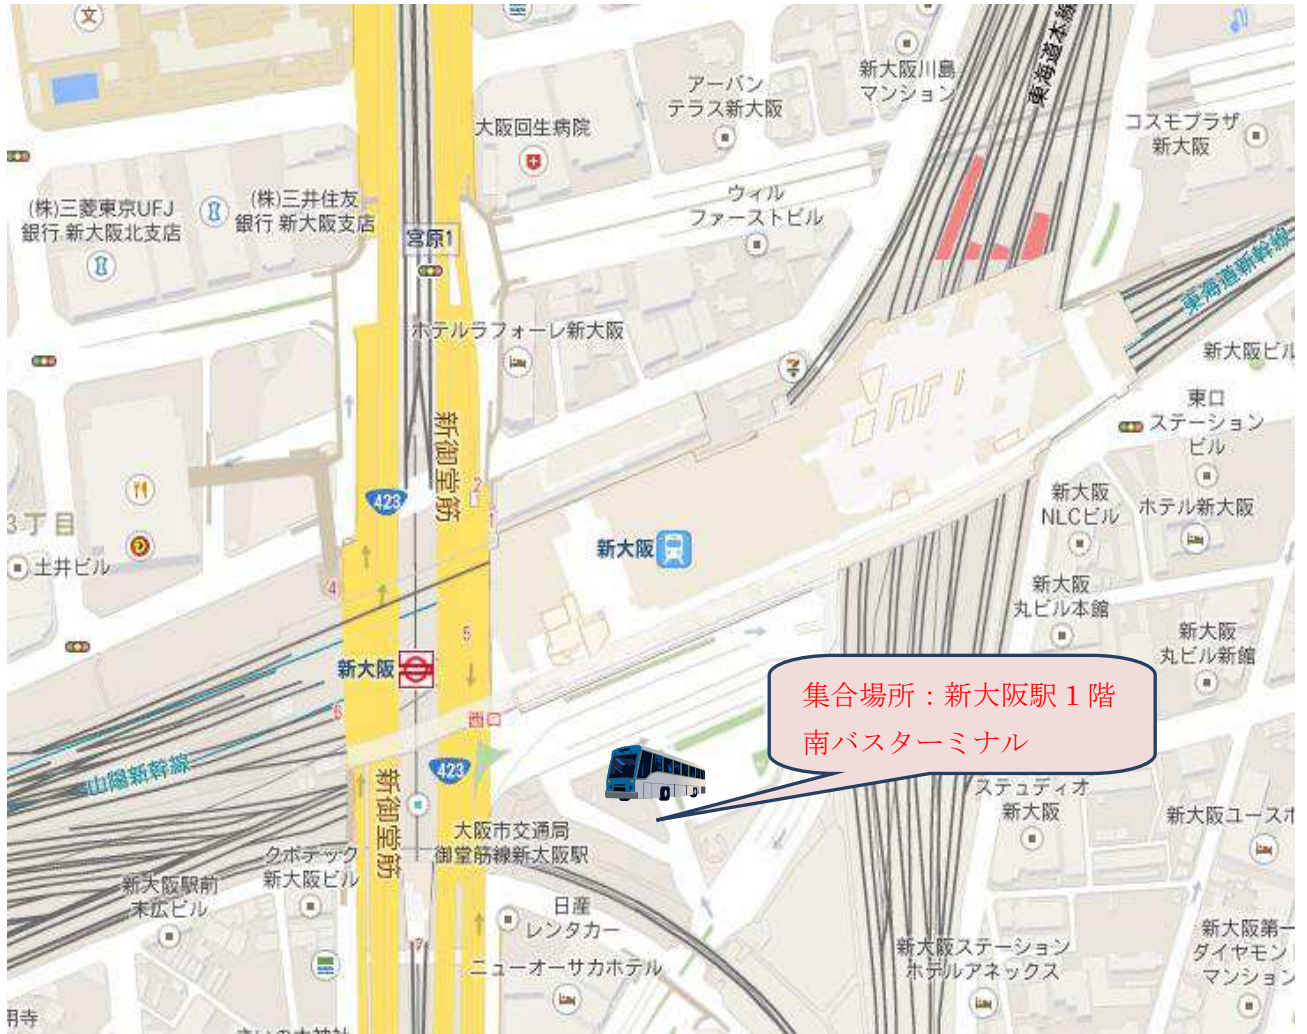 文
東海道本線
新大阪川島
マンション
アーバン
テラス新大阪
コスモプラザ
新大阪
大阪回生病院
(株)三菱東京UFJ
銀行 新大阪北支店
(株)三井住友
銀行 新大阪支店
ウィル
ファーストビル
宮原1
東海道新幹線
ホテルラフォーレ新大阪
新大阪ビル
東口
ステーション
ビル
新御堂筋
423
2
1
新大阪
NLCビル
ホテル新大阪
3丁目
土井ビル
新大阪
4
新大阪
丸ビル本館
新大阪
丸ビル新館
5
新大阪
6
西口
集合場所：新大阪駅１階
南バスターミナル
山陽新幹線
423
新御堂筋
ステュディオ
新大阪
新大阪ユースホ
大阪市交通局
御堂筋線新大阪駅
クボテック
新大阪ビル
新大阪駅前
末広ビル
日産
レンタカー
7
ニューオーサカホテル
新大阪ステーション
ホテルアネックス
新大阪第一
ダイヤモンド
マンション
用寺